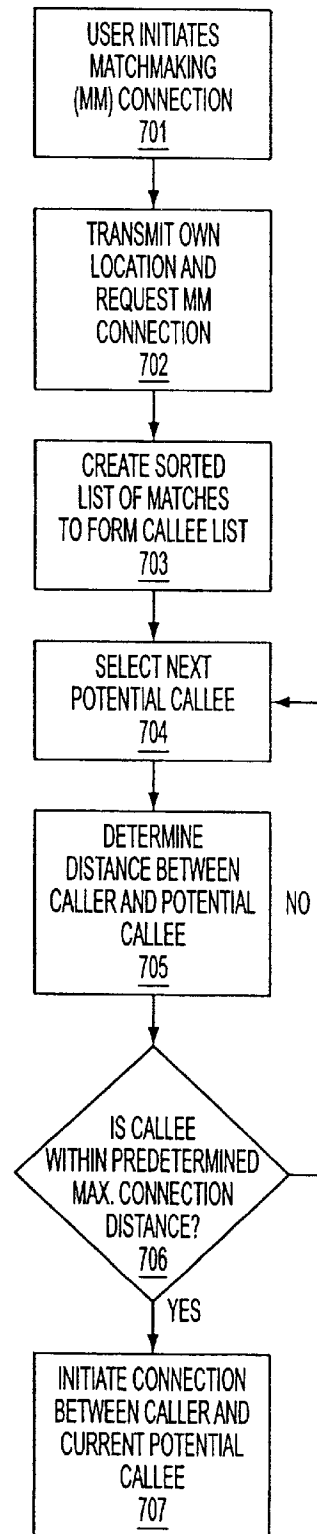 USER INITIATES
MATCHMAKING
(MM) CONNECTION
701
TRANSMIT OWN
LOCATION AND
REQUEST MM
CONNECTION
702
CREATE SORTED
LIST OF MATCHES
TO FORM CALLEE LIST
703
SELECT NEXT
POTENTIAL CALLEE
704
DETERMINE
DISTANCE BETWEEN
CALLER AND POTENTIAL
CALLEE
705
NO
IS CALLEE
WITHIN PREDETERMINED
MAX. CONNECTION
DISTANCE?
706
YES
INITIATE CONNECTION
BETWEEN CALLER AND
CURRENT POTENTIAL
CALLEE
707